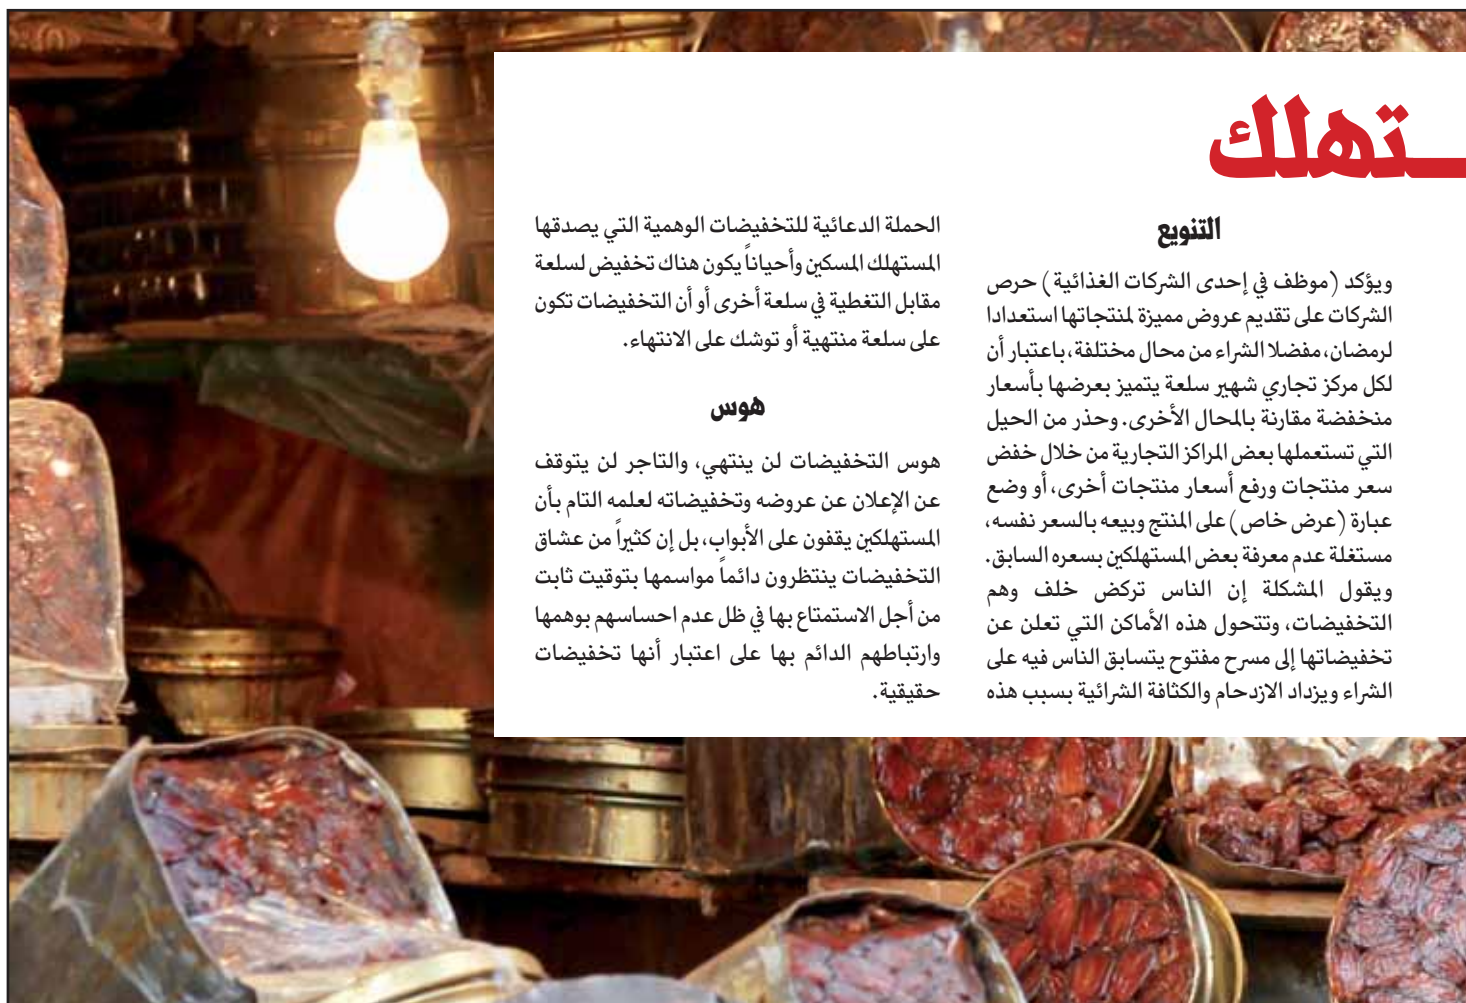 ـتهلك
التنويع
ويؤكد (موظف في إحدى الشركات الغذائية) حرص
الشركات على تقديم عروض مميزة لمنتجاتها استعدادا
لرمضان، مفضلا الشراء من محال مختلفة، باعتبار أن
لكل مركز تجاري شهير سلعة يتميز بعرضها بأسعار
منخفضة مقارنة بالمحال الأخرى. وحذر من الحيل
التي تستعملها بعض المراكز التجارية من خلال خفض
سعر منتجات ورفع أسعار منتجات أخرى، أو وضع
عبارة (عرض خاص) على المنتج وبيعه بالسعر نفسه،
مستغلة عدم معرفة بعض المستهلكين بسعره السابق.
ويقول المشكلة إن الناس تركض خلف وهم
التخفيضات، وتتحول هذه الأماكن التي تعلن عن
تخفيضاتها إلى مسرح مفتوح يتسابق الناس فيه على
الشراء ويزداد الازدحام والكثافة الشرائية بسبب هذه
الحملة الدعائية للتخفيضات الوهمية التي يصدقها
المستهلك المسكين وأحياناً يكون هناك تخفيض لسلعة
مقابل التغطية في سلعة أخرى أو أن التخفيضات تكون
على سلعة منتهية أو توشك على الانتهاء.
هوس
هوس التخفيضات لن ينتهي، والتاجر لن يتوقف
عن الإعلان عن عروضه وتخفيضاته لعلمه التام بأن
المستهلكين يقفون على الأبواب، بل إن كثيراً من عشاق
التخفيضات ينتظرون دائماً مواسمها بتوقيت ثابت
من أجل الاستمتاع بها في ظل عدم احساسهم بوهمها
وارتباطهم الدائم بها على اعتبار أنها تخفيضات
حقيقية.